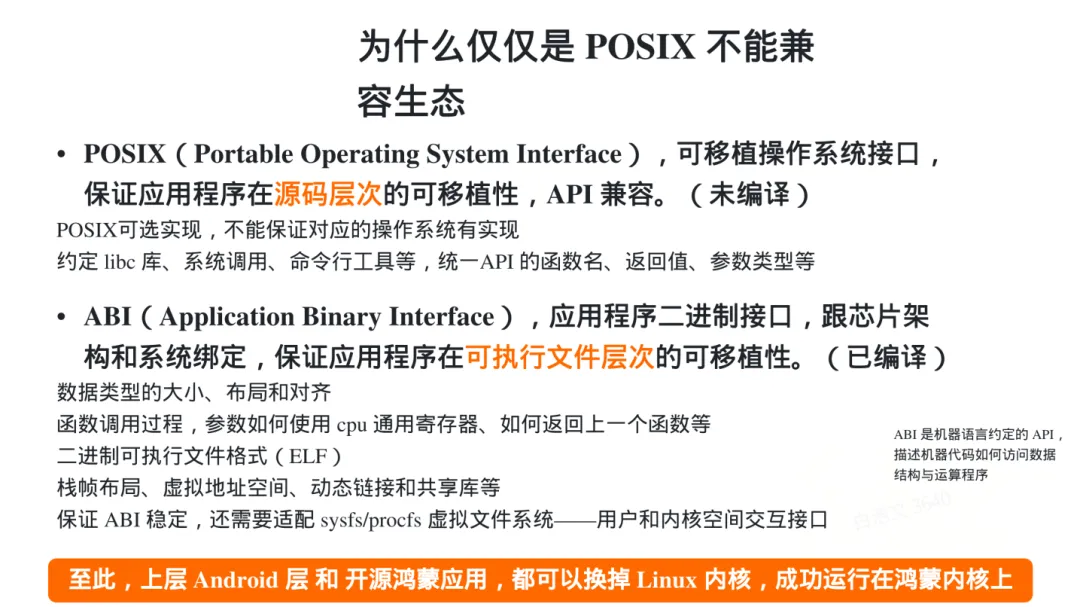 为什么仅仅是 POSIX 不能兼
容生态
• POSIX（Portable Operating System Interface），可移植操作系统接口，
保证应用程序在源码层次的可移植性，API 兼容。（未编译）
POSIX可选实现，不能保证对应的操作系统有实现
约定 libc 库、系统调用、命令行工具等，统一API 的函数名、返回值、参数类型等
• ABI（Application Binary Interface），应用程序二进制接口，跟芯片架
构和系统绑定，保证应用程序在可执行文件层次的可移植性。（已编译）
数据类型的大小、布局和对齐
函数调用过程，参数如何使用 cpu 通用寄存器、如何返回上一个函数等
二进制可执行文件格式（ELF）
栈帧布局、虚拟地址空间、动态链接和共享库等
保证 ABI 稳定，还需要适配 sysfs/procfs 虚拟文件系统——用户和内核空间交互接口
ABI 是机器语言约定的 API，
描述机器代码如何访问数据
结构与运算程序
3640
至此，上层 Android 层 和 开源鸿蒙应用，都可以换掉 Linux 内核，成功运行在鸿蒙内核上